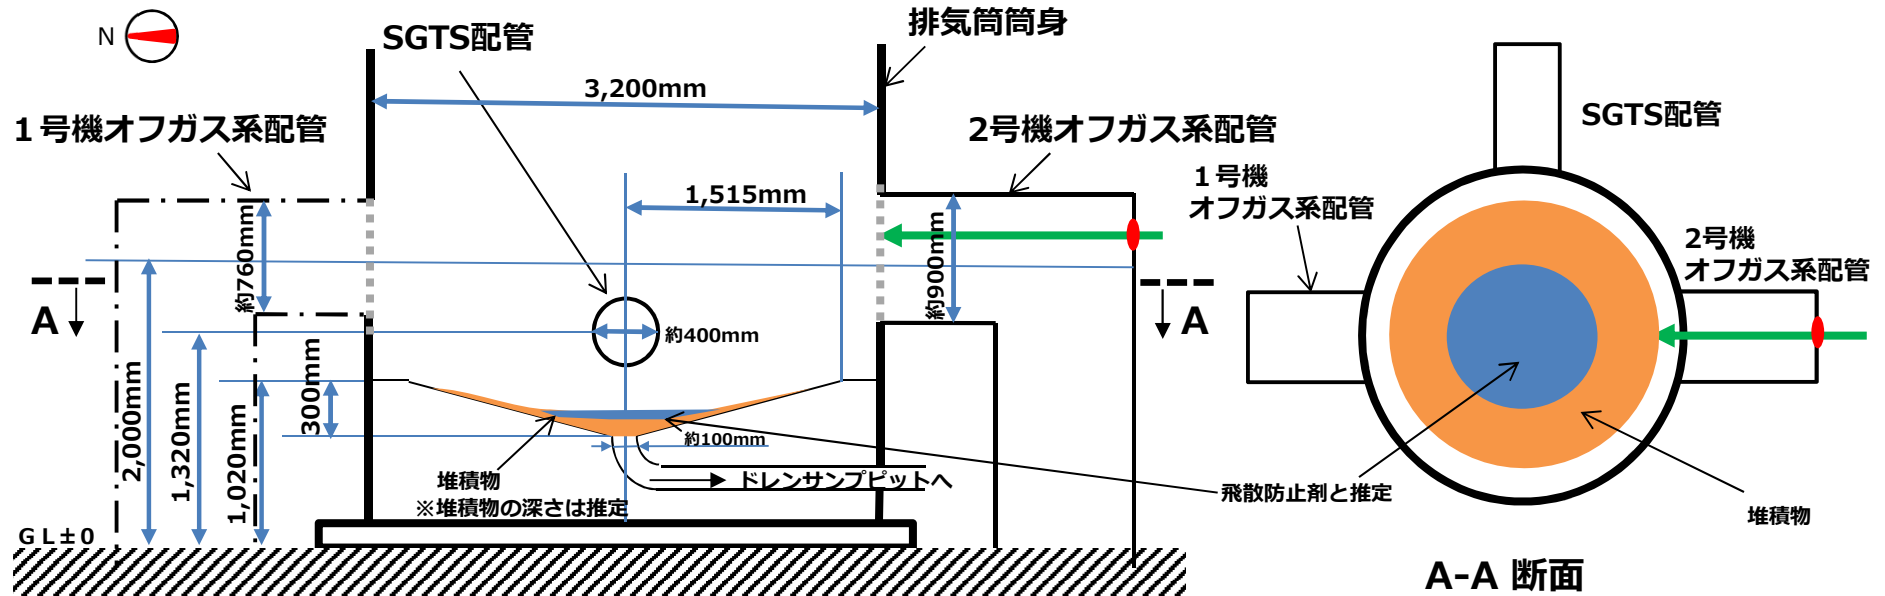 N
SGTS配管
排気筒筒身
3,200mm
１号機オフガス系配管
2号機オフガス系配管
1,515mm
約760mm
約900mm
A
A
約400mm
2,000mm
1,320mm
1,020mm
300mm
約100mm
堆積物
※堆積物の深さは推定
ドレンサンプピットへ
ＧＬ±0
SGTS配管
１号機
オフガス系配管
2号機
オフガス系配管
飛散防止剤と推定
堆積物
A-A 断面